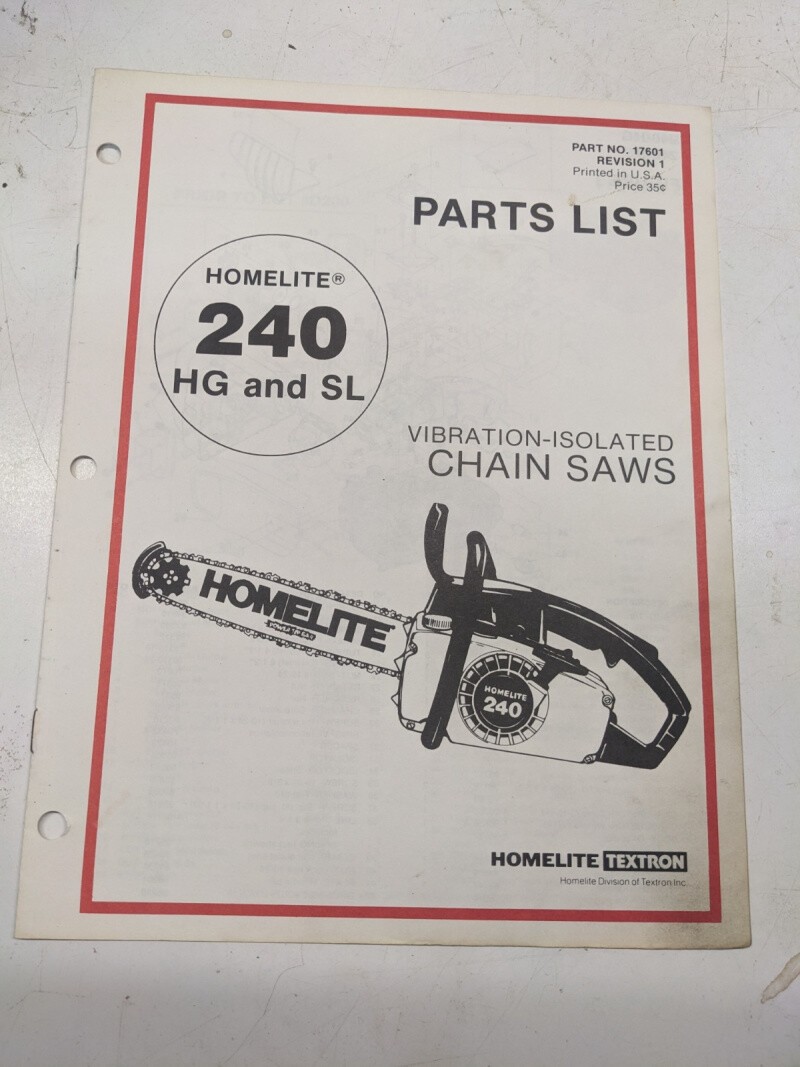 PART NO. 17601
REVISION 1
Printed in U.S.A.
Price 35¢
PARTS LIST
HOMELITE®
240
HG and SL
VIBRATION-ISOLATED
CHAIN SAWS
HOMELITE
HOMELITE
240
HOMELITE TEXTRON
Homelite Division of Textron Inc.